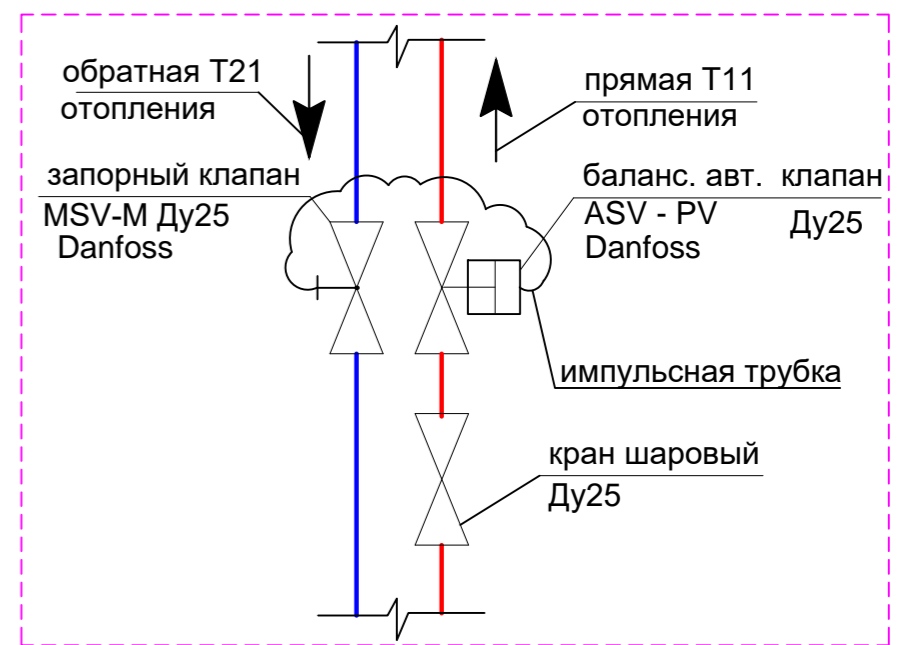 обратная Т21
отопления
прямая Т11
отопления
запорный клапан
MSV-M Ду25
Danfoss
баланс. авт. клапан
ASV - PV
Ду25
Danfoss
импульсная трубка
кран шаровый
Ду25